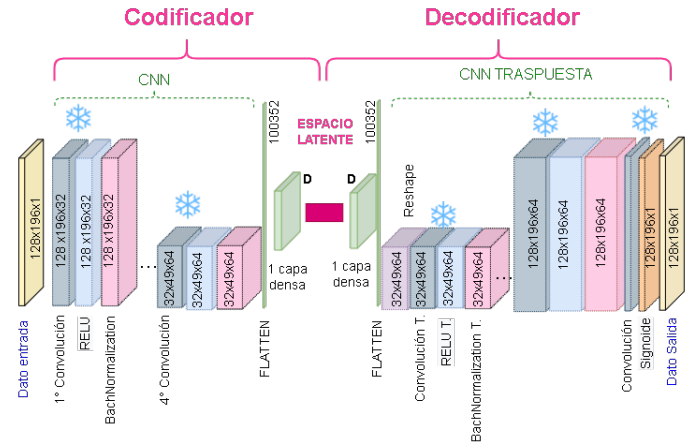 Codificador
Decodificador
CNN
CNN TRASPUESTA
ESPACIO
LATENTE
128x196x1
128 x196x32
128 x196x32
128 x196x32
...
32x49x64
32x49x64
32x49x64
100352
D
1 capa
densa
D
1 capa
densa
100352
Reshape
32x49x64
32x49x64
32x49x64
32x49x64
...
128x196x64
128x196x64
128x196x64
128x196x1
128x196x1
Dato entrada
1° Convolución
RELU
BachNormalization
4° Convolución
FLATTEN
FLATTEN
Convolución T.
RELU T.
BachNormalization T.
Convolución
Signoide
Dato Salida